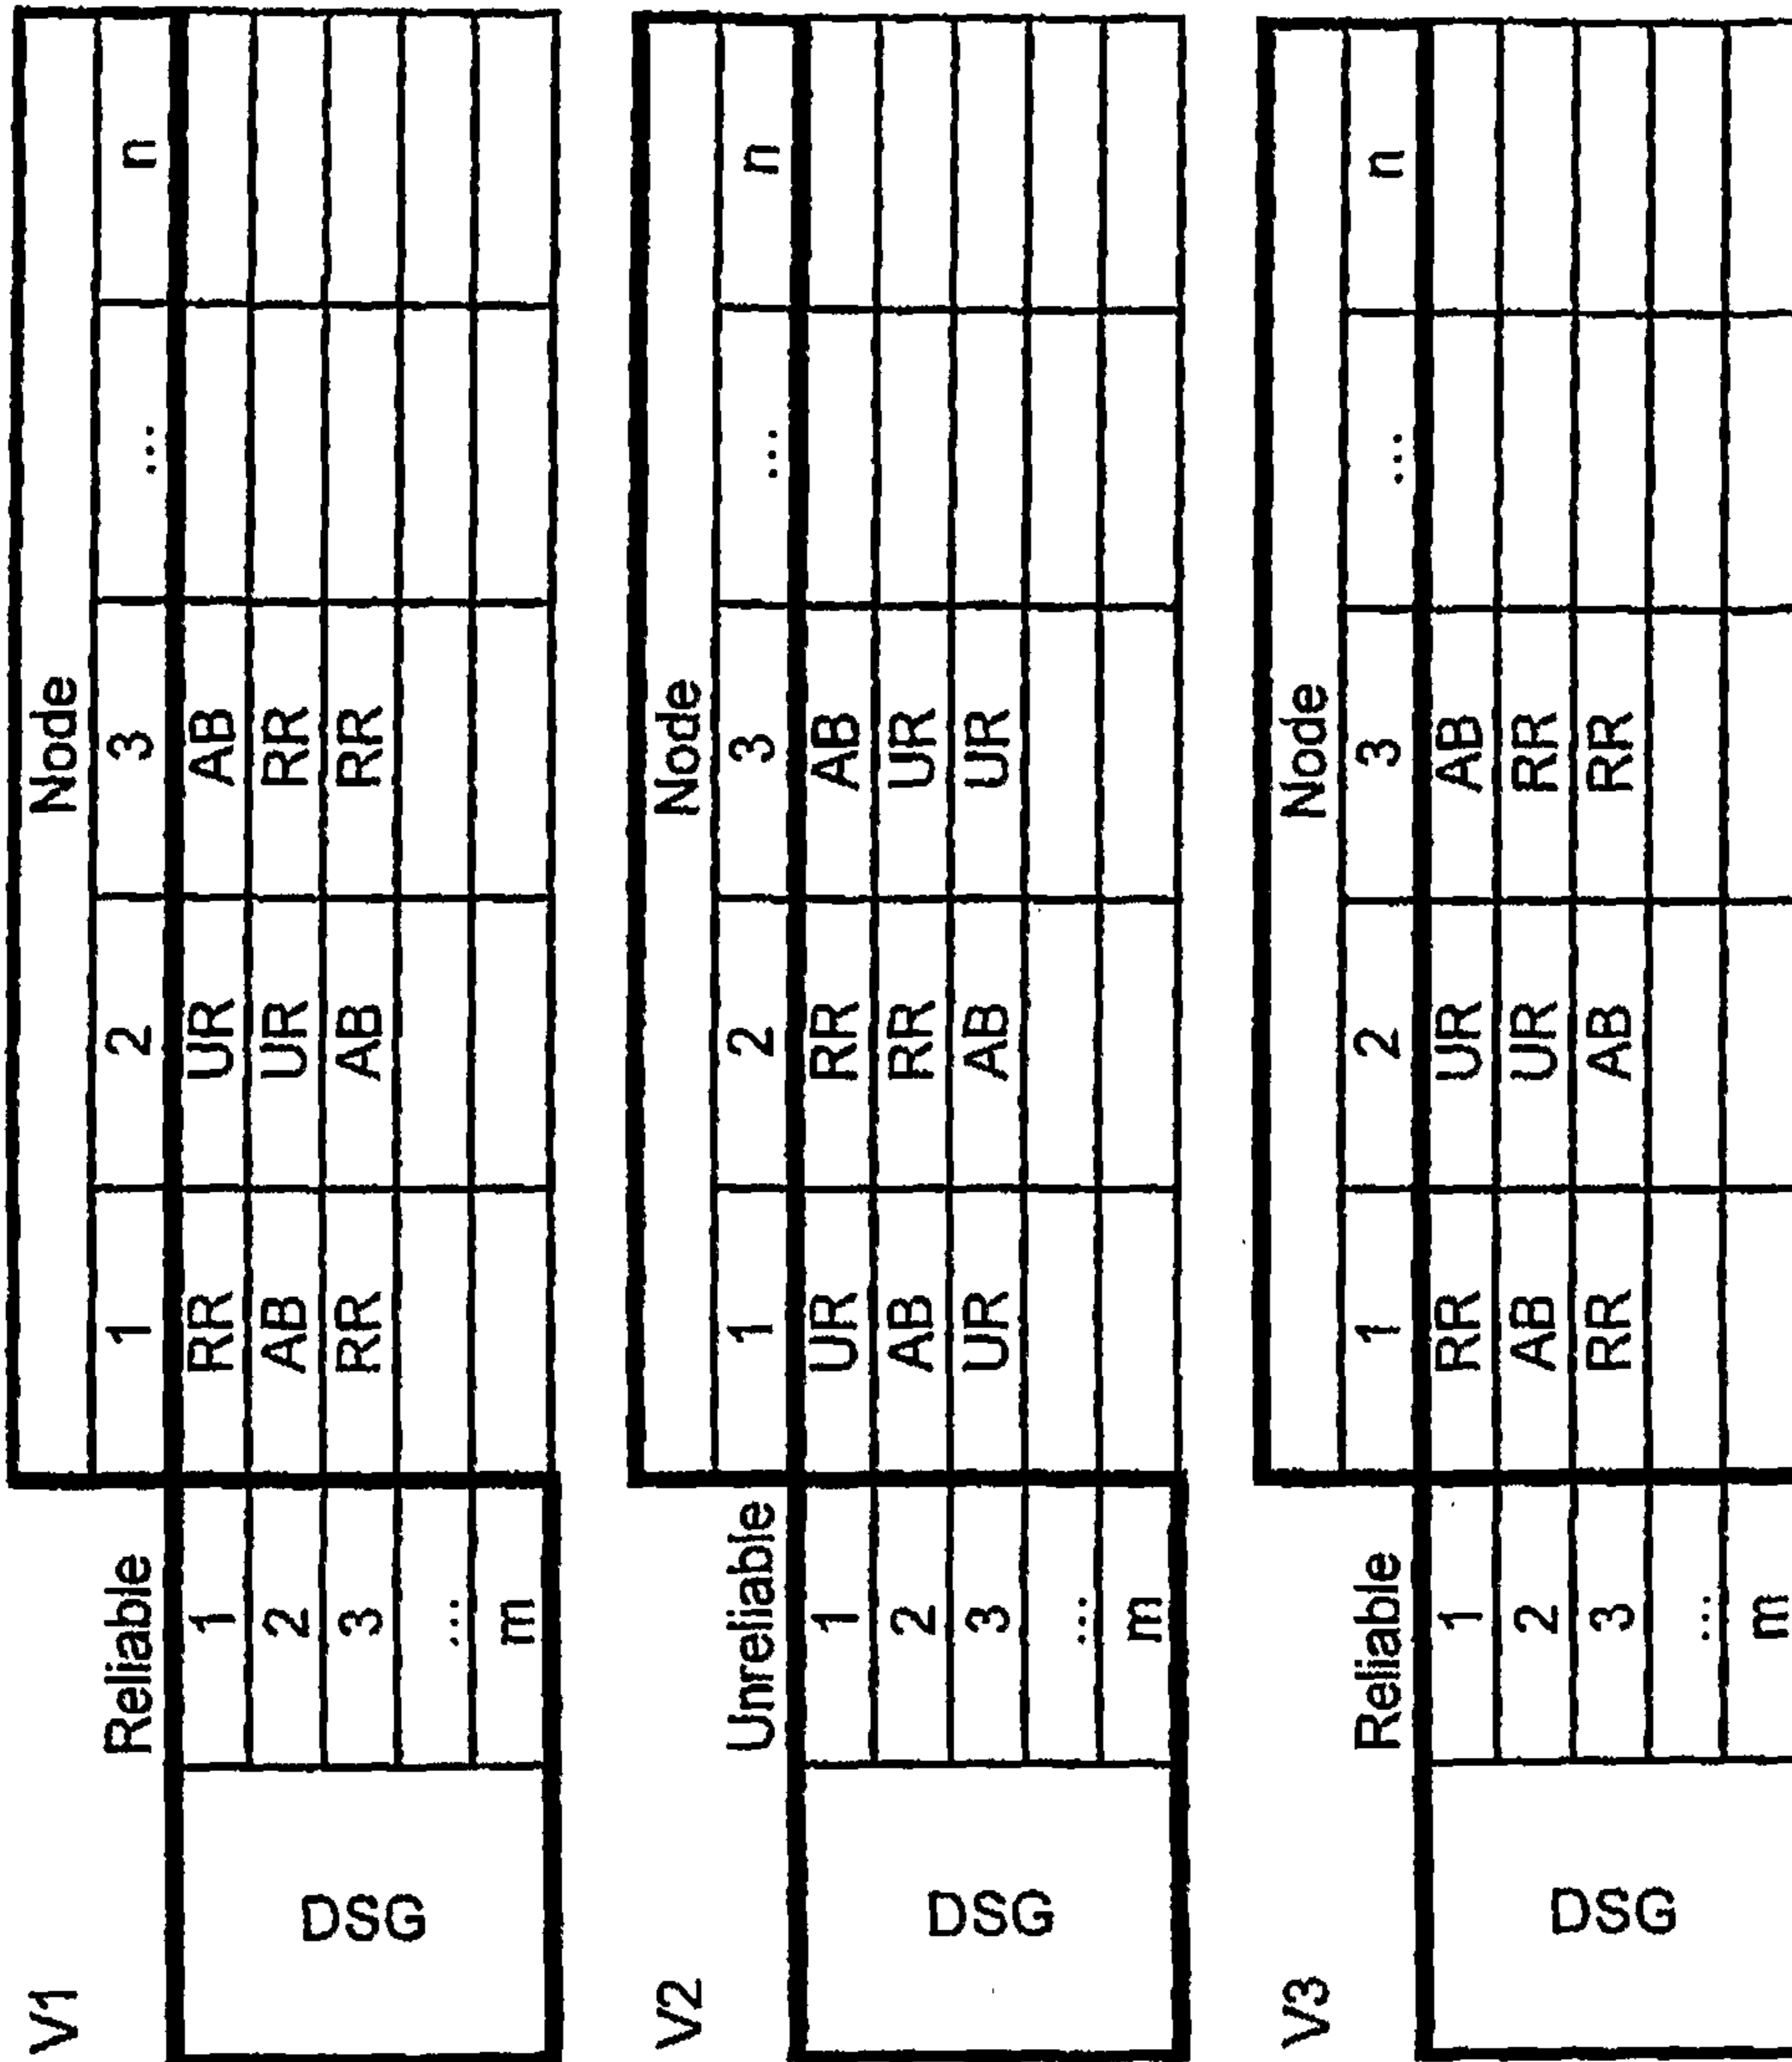 V1
Node
Reliable 1 2 3 ... n
DSG
1 RR UR AB
2 AB UR RR
3 RR AB RR
...
m
V2
Node
Unreliable 1 2 3 ... n
DSG
1 UR RR AB
2 AB RR UR
3 UR AB UR
...
m
V3
Node
Reliable 1 2 3 ... n
DSG
1 RR UR AB
2 AB UR RR
3 RR AB RR
...
m